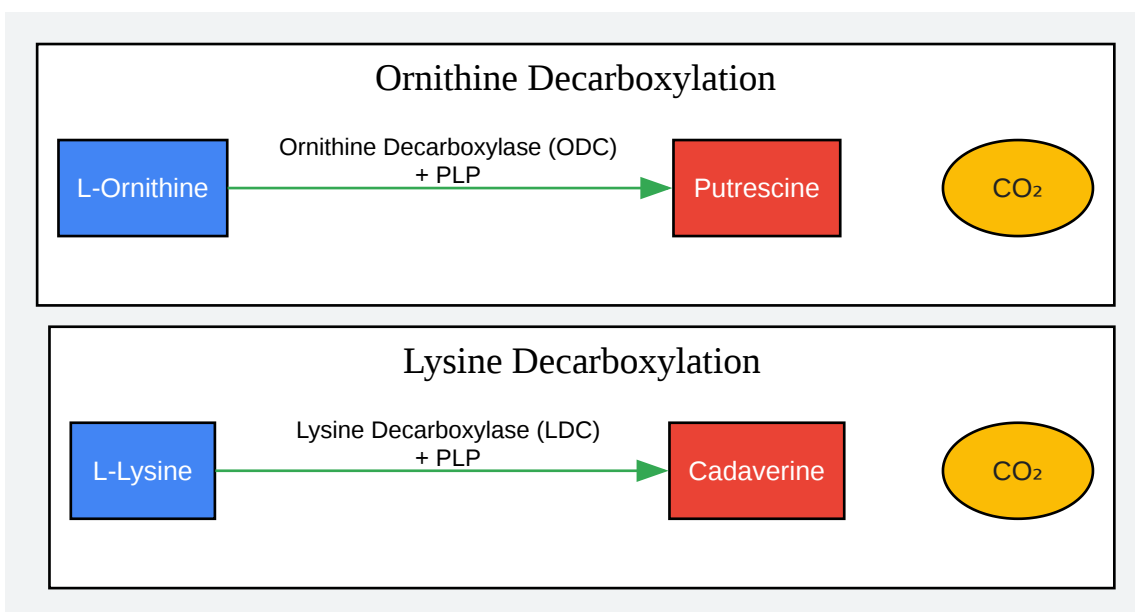 Ornithine Decarboxylation
L-Ornithine
Ornithine Decarboxylase (ODC)
+ PLP
Putrescine
CO₂
Lysine Decarboxylation
L-Lysine
Lysine Decarboxylase (LDC)
+ PLP
Cadaverine
CO₂